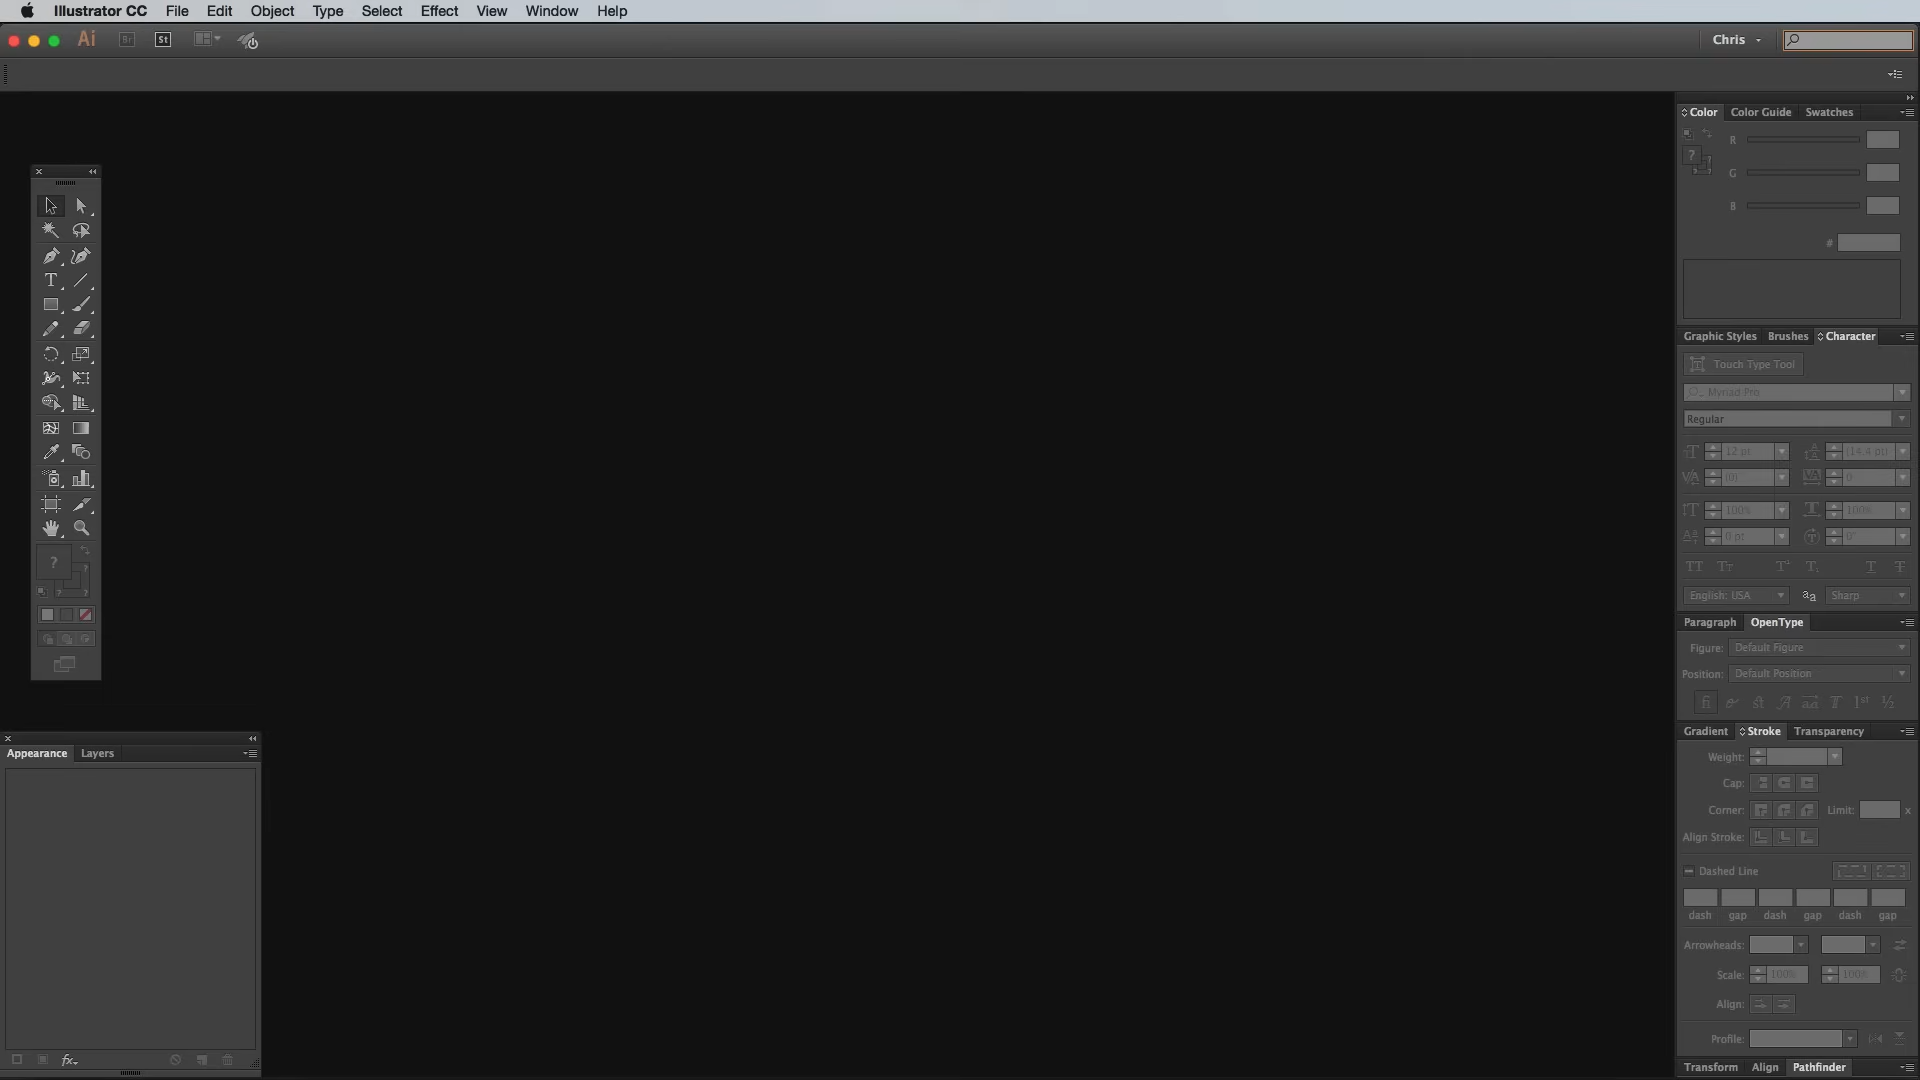 Illustrator CC File Edit Object Type Select Effect View Window Help
Ai Br St Chris
Color Color Guide Swatches
?
R
G
B
#
Graphic Styles Brushes Character
Touch Type Tool
Myriad Pro
Regular
12 pt (14.4 pt)
(0) 0
100% 100%
0 pt 0°
English: USA Sharp
Paragraph OpenType
Figure: Default Figure
Position: Default Position
Gradient Stroke Transparency
Weight:
Cap:
Corner: Limit: x
Align Stroke:
Dashed Line
dash gap dash gap dash gap
Arrowheads:
Scale: 100% 100%
Align:
Profile:
Transform Align Pathfinder
?
Appearance Layers
fx